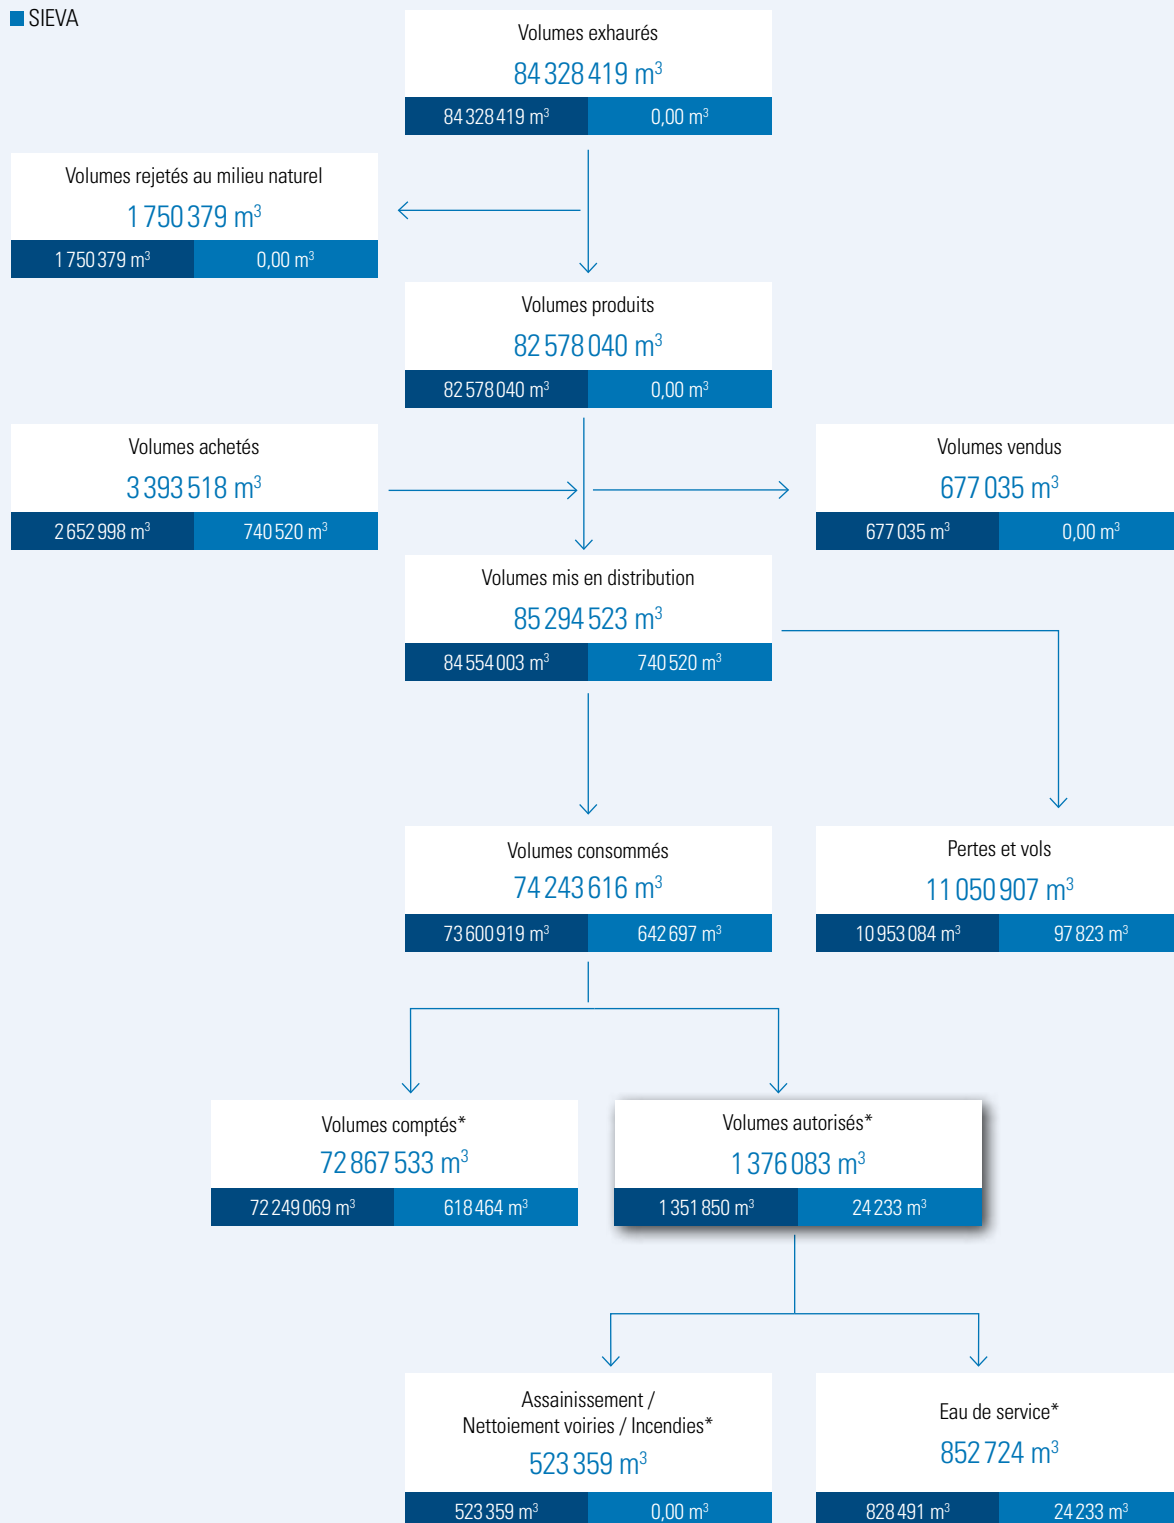 SIEVA
Volumes exhaurés
84 328 419 m³
84 328 419 m³ 0,00 m³
Volumes rejetés au milieu naturel
1 750 379 m³
1 750 379 m³ 0,00 m³
Volumes produits
82 578 040 m³
82 578 040 m³ 0,00 m³
Volumes achetés
3 393 518 m³
2 652 998 m³ 740 520 m³
Volumes vendus
677 035 m³
677 035 m³ 0,00 m³
Volumes mis en distribution
85 294 523 m³
84 554 003 m³ 740 520 m³
Volumes consommés
74 243 616 m³
73 600 919 m³ 642 697 m³
Pertes et vols
11 050 907 m³
10 953 084 m³ 97 823 m³
Volumes comptés*
72 867 533 m³
72 249 069 m³ 618 464 m³
Volumes autorisés*
1 376 083 m³
1 351 850 m³ 24 233 m³
Assainissement /
Nettoiement voiries / Incendies*
523 359 m³
523 359 m³ 0,00 m³
Eau de service*
852 724 m³
828 491 m³ 24 233 m³